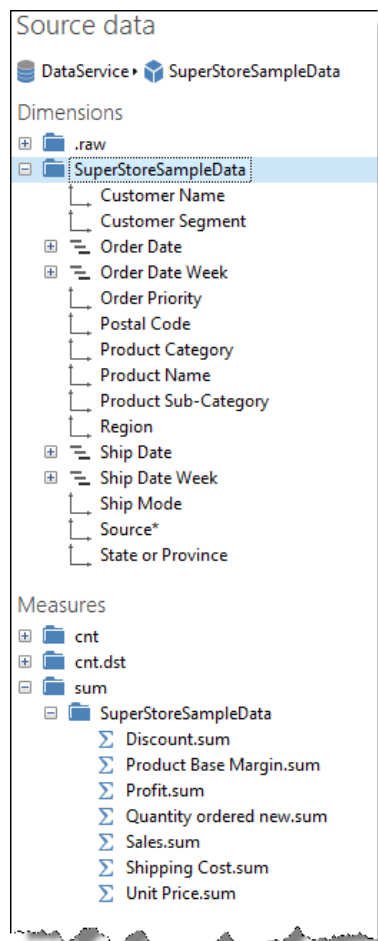 Source data
DataService ▸ SuperStoreSampleData
Dimensions
.raw
SuperStoreSampleData
Customer Name
Customer Segment
Order Date
Order Date Week
Order Priority
Postal Code
Product Category
Product Name
Product Sub-Category
Region
Ship Date
Ship Date Week
Ship Mode
Source*
State or Province
Measures
cnt
cnt.dst
sum
SuperStoreSampleData
Discount.sum
Product Base Margin.sum
Profit.sum
Quantity ordered new.sum
Sales.sum
Shipping Cost.sum
Unit Price.sum